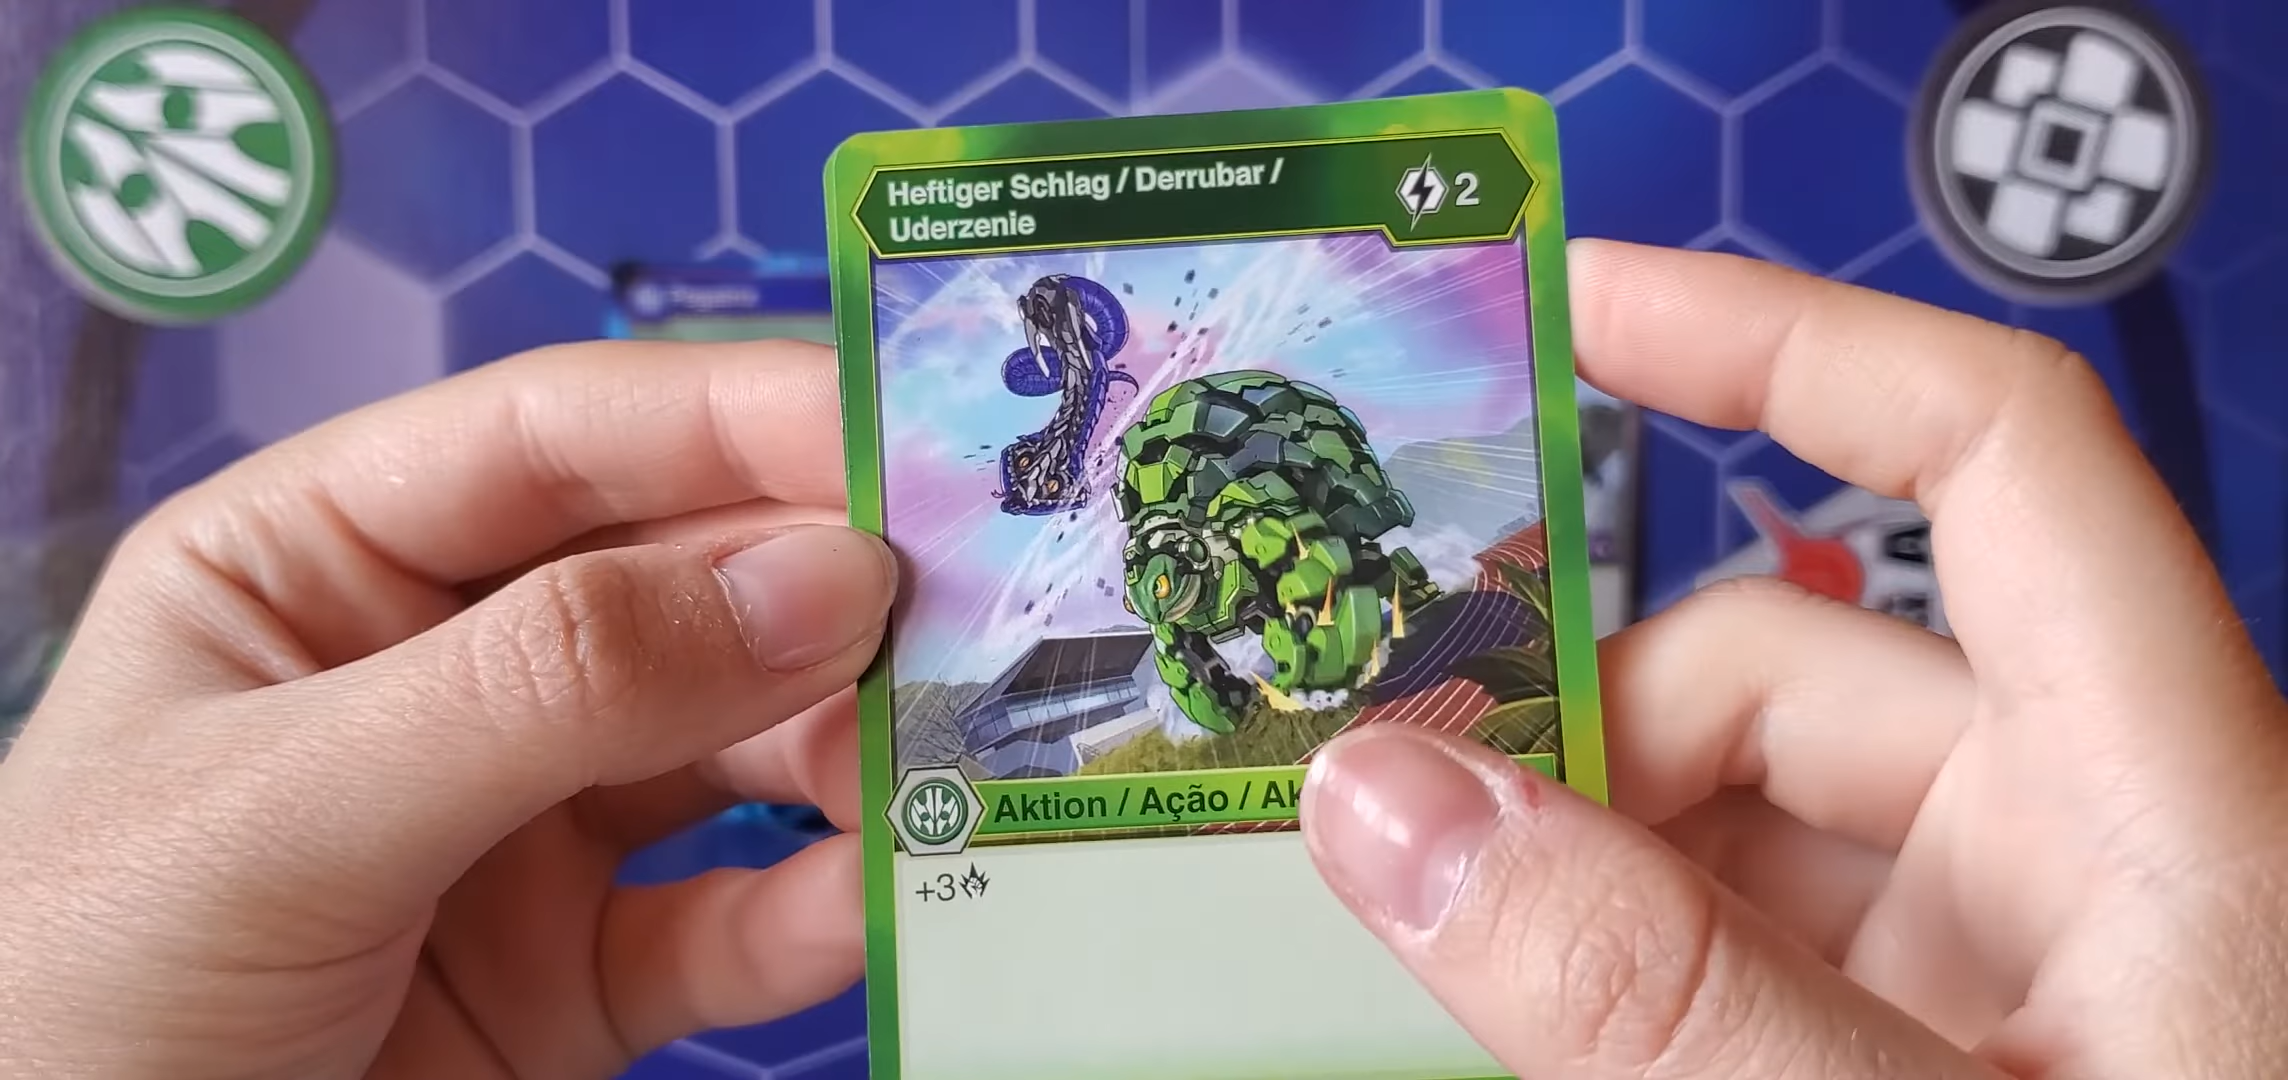 Heftiger Schlag / Derrubar /
Uderzenie
2
Aktion / Ação / Ak
+3